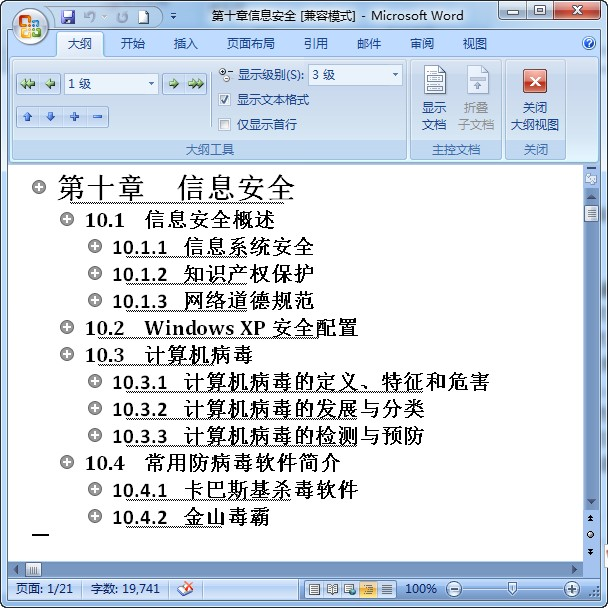 第十章信息安全 [兼容模式] - Microsoft Word
大纲 开始 插入 页面布局 引用 邮件 审阅 视图
1 级
显示级别(S): 3 级
显示文本格式
仅显示首行
显示文档
折叠子文档
关闭大纲视图
大纲工具 主控文档 关闭
第十章 信息安全
10.1 信息安全概述
10.1.1 信息系统安全
10.1.2 知识产权保护
10.1.3 网络道德规范
10.2 Windows XP 安全配置
10.3 计算机病毒
10.3.1 计算机病毒的定义、特征和危害
10.3.2 计算机病毒的发展与分类
10.3.3 计算机病毒的检测与预防
10.4 常用防病毒软件简介
10.4.1 卡巴斯基杀毒软件
10.4.2 金山毒霸
页面: 1/21 字数: 19,741 100%